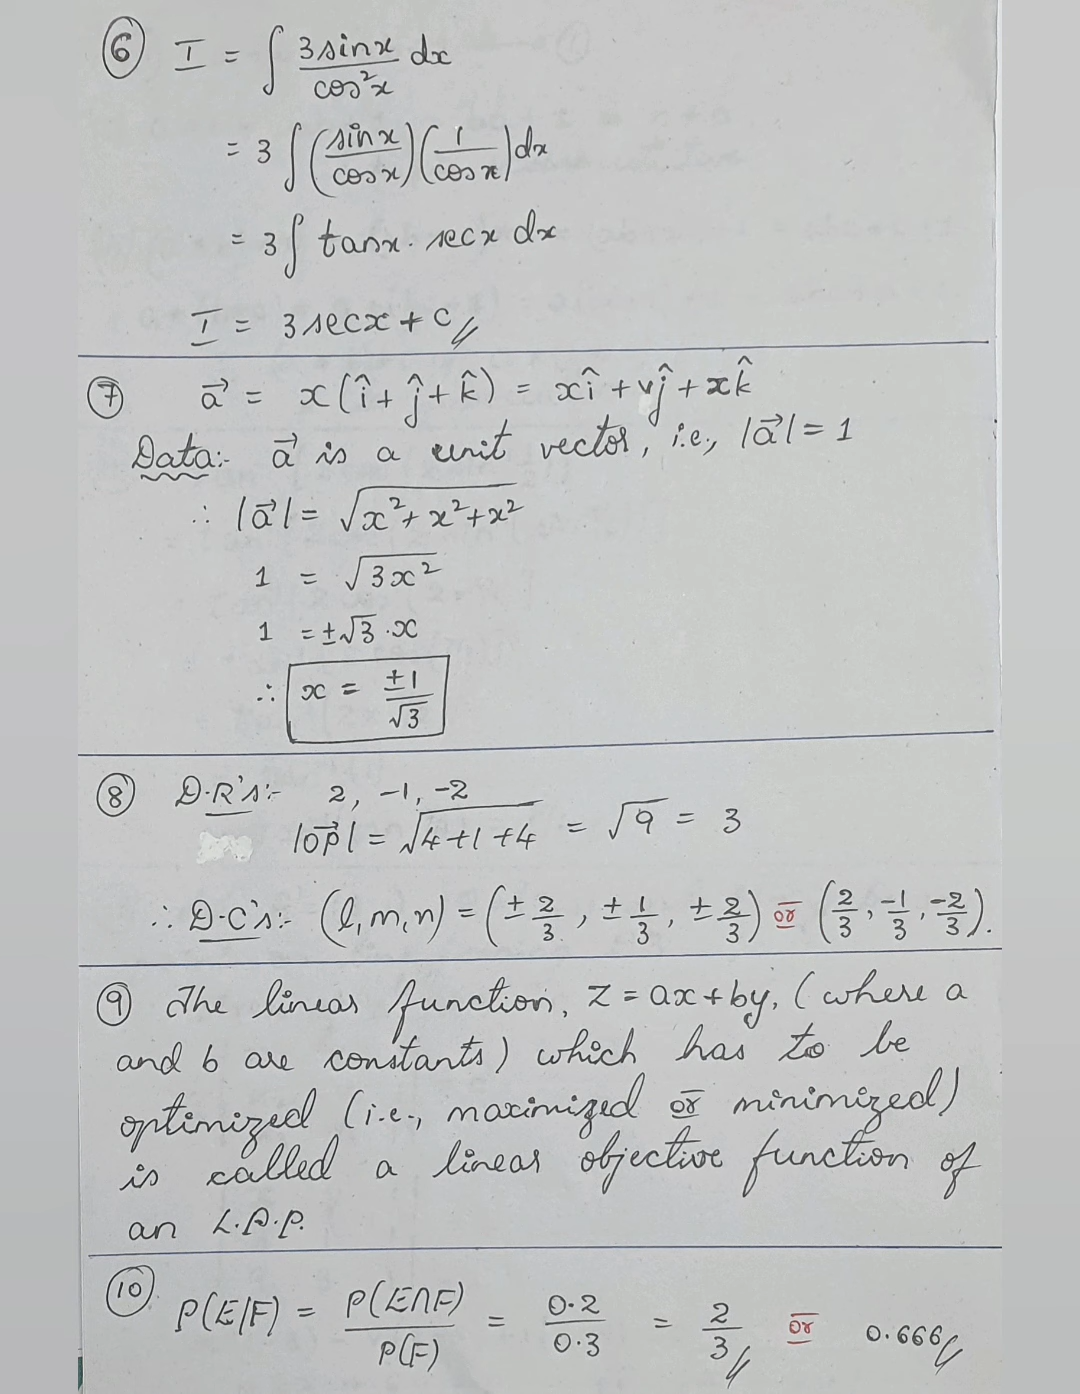 ⑥ I = ∫ 3sinx/cos²x dx
= 3 ∫ (sinx/cosx)(1/cosx) dx
= 3 ∫ tanx . secx dx
I = 3secx + c //
⑦ a⃗ = x(î + ĵ + k̂) = xî + xĵ + xk̂
Data:- a⃗ is a unit vector, i.e., |a⃗| = 1
∴ |a⃗| = √(x²+x²+x²)
1 = √(3x²)
1 = ±√3 .x
∴ x = ±1/√3
⑧ D.R's:- 2, -1, -2
|OP⃗| = √(4+1+4) = √9 = 3
∴ D.C's:- (l,m,n) = (±2/3, ±1/3, ±2/3) or (2/3, -1/3, -2/3).
⑨ The linear function, Z = ax+by, (where a
and b are constants) which has to be
optimized (i.e., maximized or minimized)
is called a linear objective function of
an L.P.P.
⑩ P(E|F) = P(E∩F)/P(F) = 0.2/0.3 = 2/3 // or 0.666 //